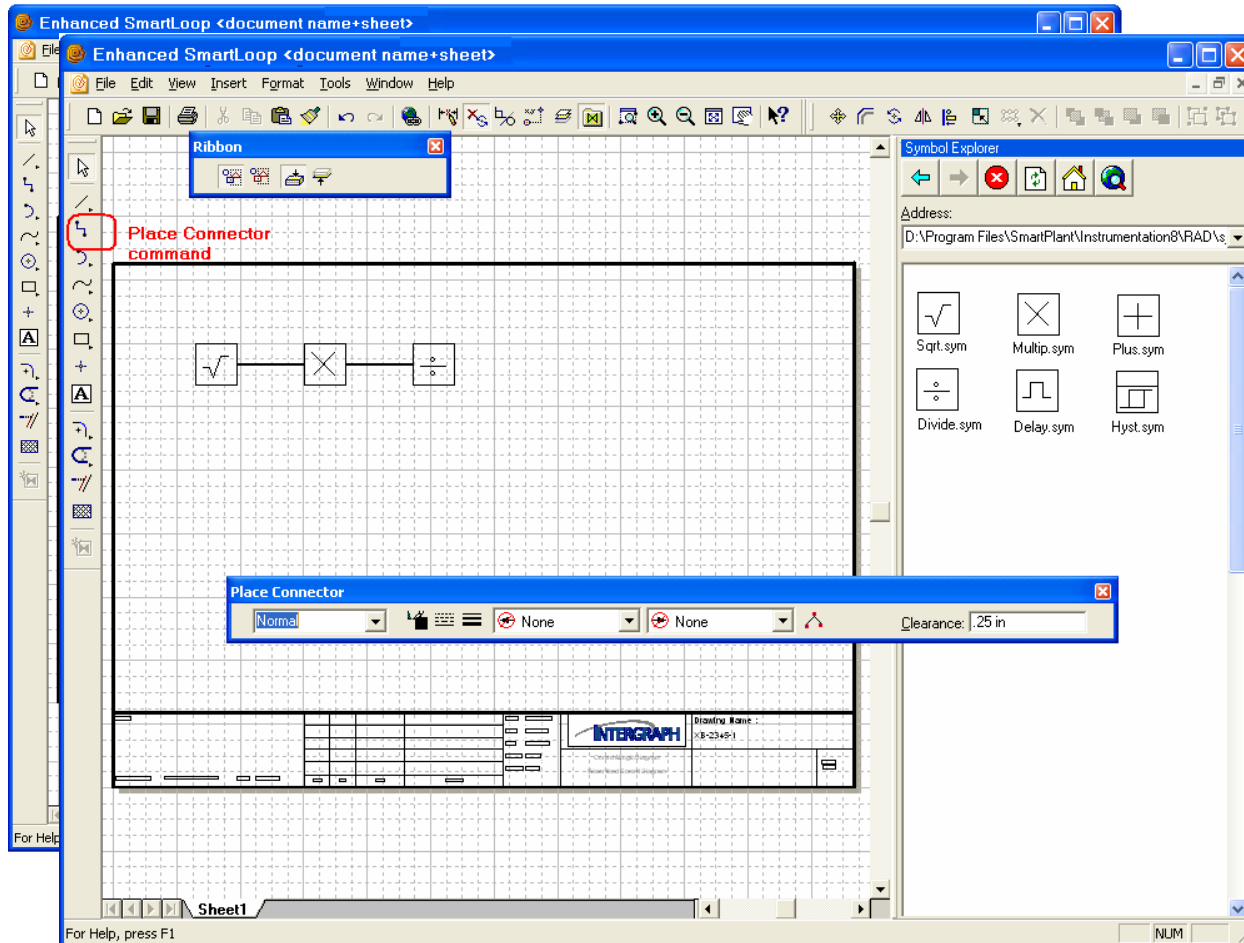 Enhanced SmartLoop <document name+sheet>
File
Enhanced SmartLoop <document name+sheet>
File Edit View Insert Format Tools Window Help
Ribbon
Symbol Explorer
Address:
D:\Program Files\SmartPlant\Instrumentation8\RAD\s
Place Connector
command
Sqrt.sym Multip.sym Plus.sym
Divide.sym Delay.sym Hyst.sym
A
A
Place Connector
Normal None None Clearance: .25 in
INTERGRAPH
Drawing Name :
XB-2345-1
Sheet1
For Help
For Help, press F1
NUM